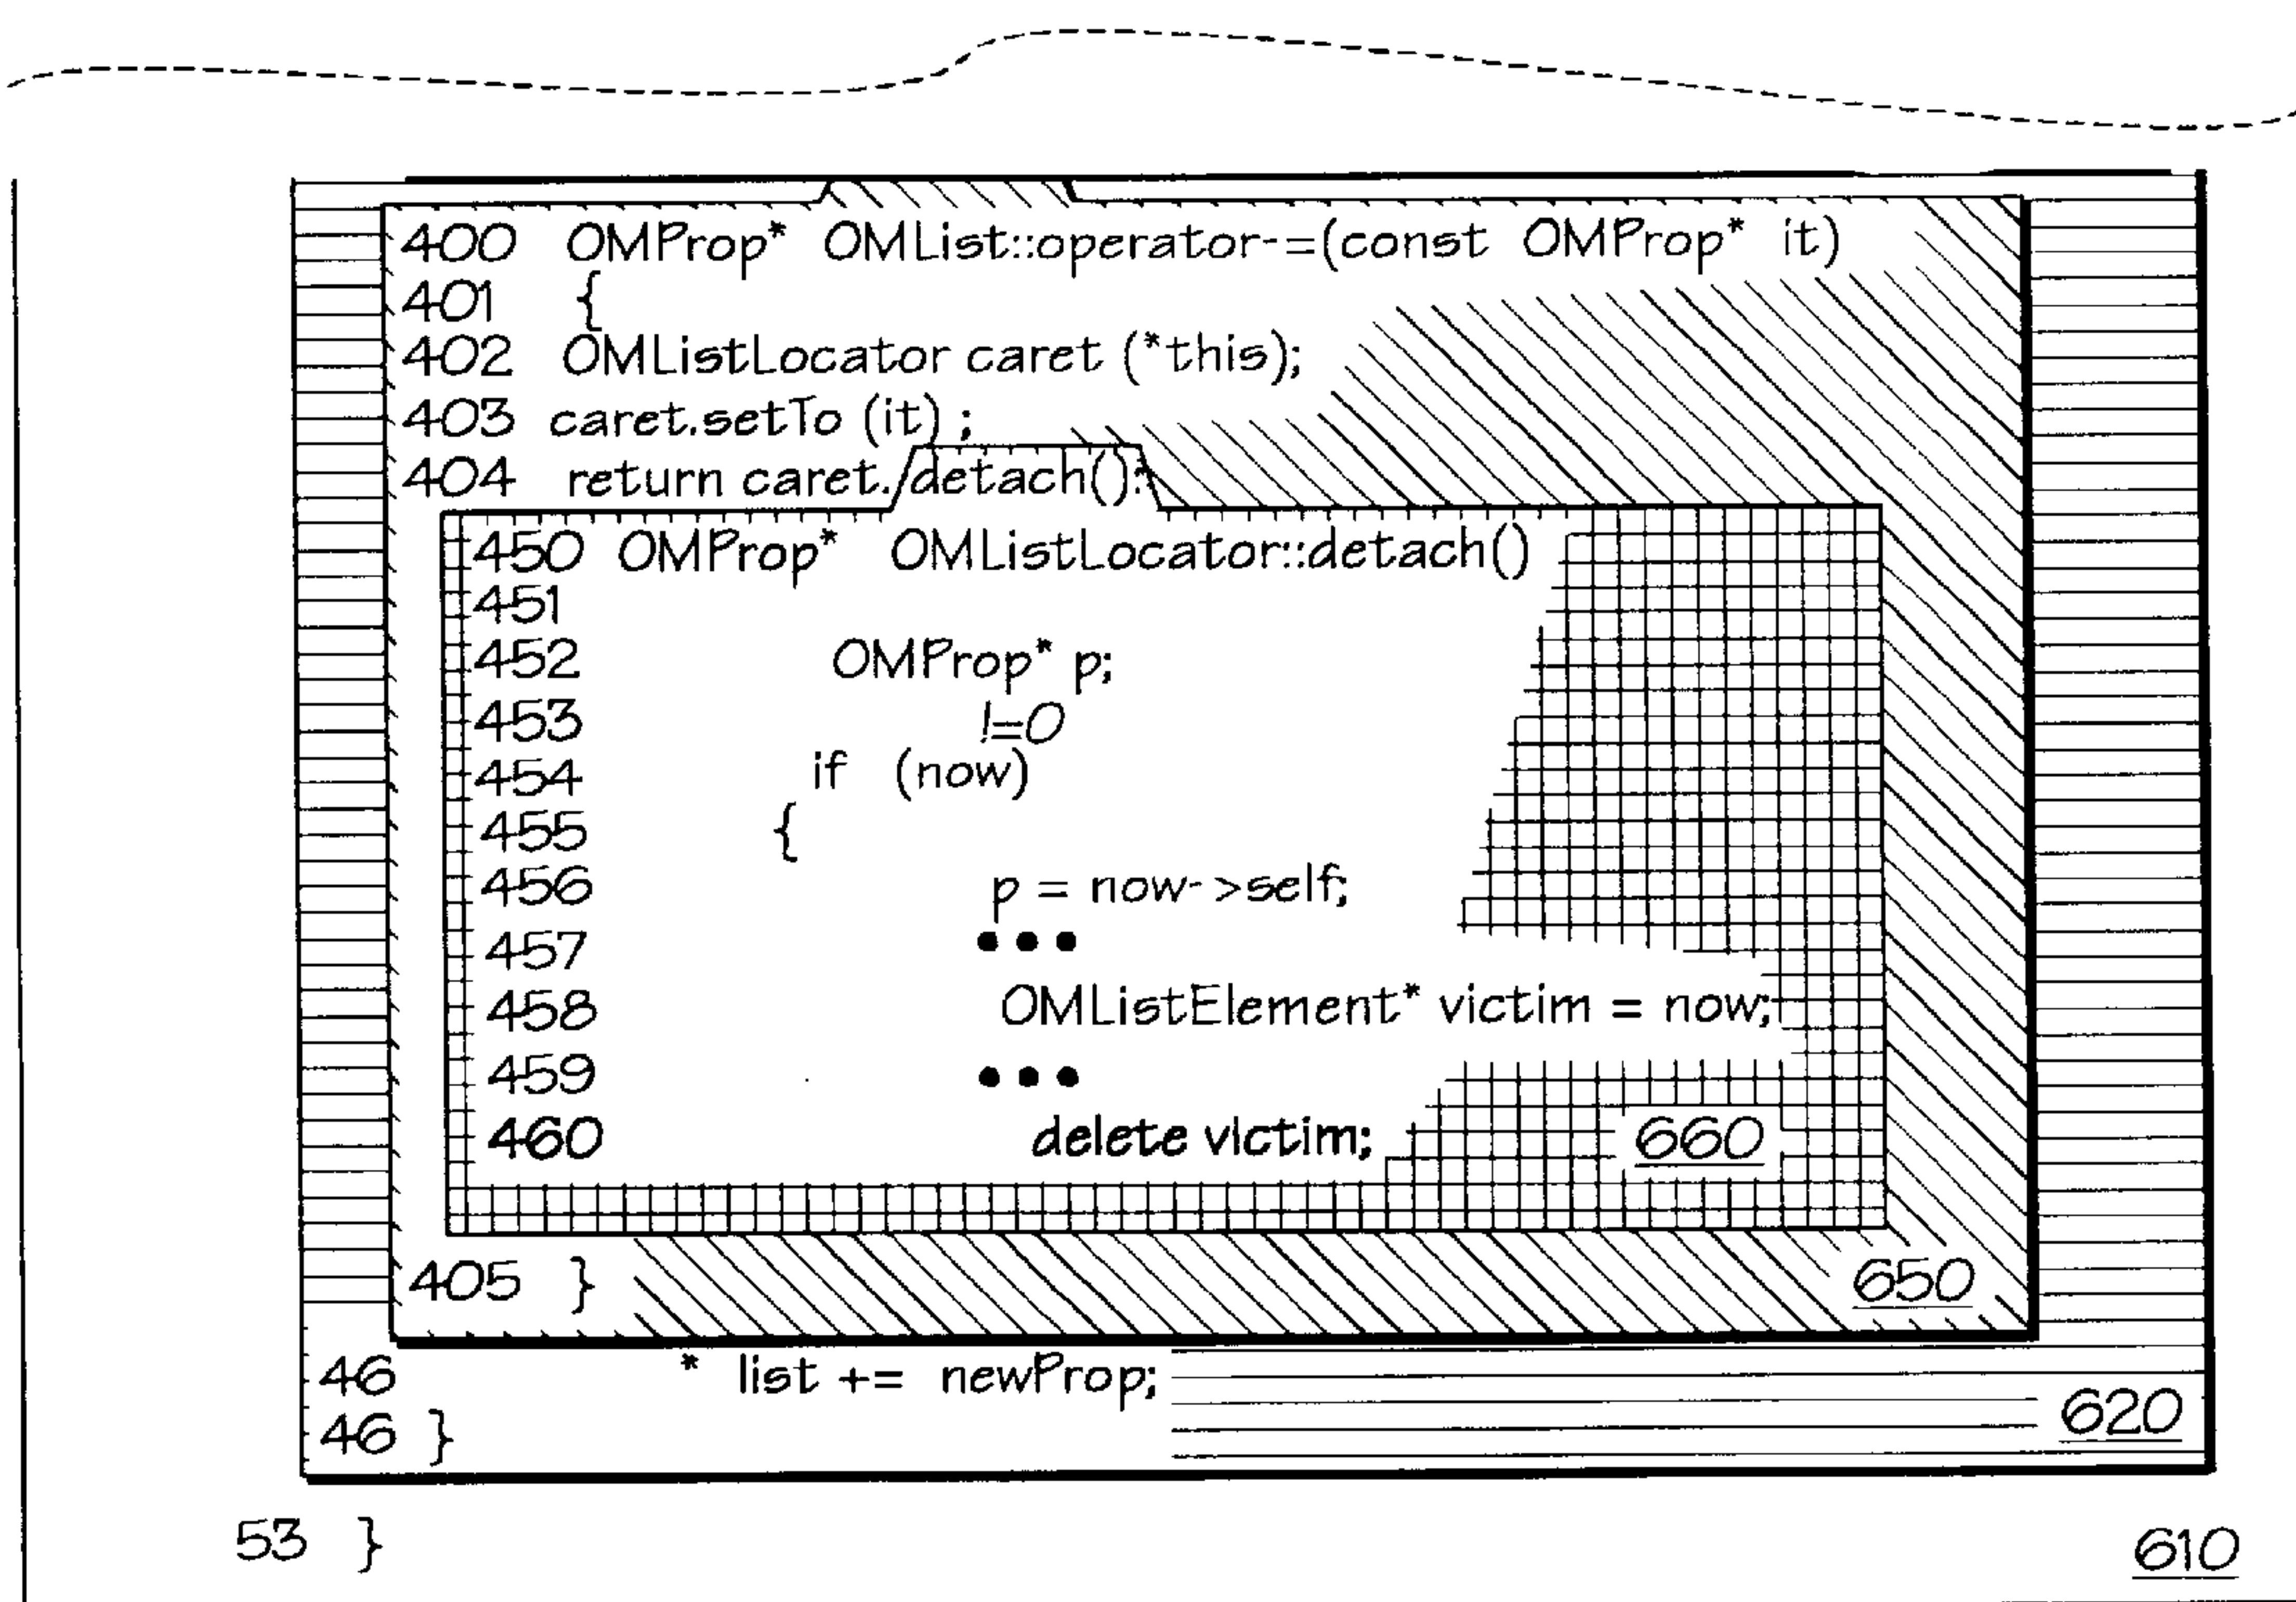 400 OMProp* OMList::operator-=(const OMProp* it)
401 {
402 OMListLocator caret (*this);
403 caret.setTo (it) ;
404 return caret. detach();
450 OMProp* OMListLocator::detach()
451
452 OMProp* p;
453 !=0
454 if (now)
455 {
456 p = now->self;
457 •••
458 OMListElement* victim = now;
459 •••
460 delete victim; 660
405 } 650
46 * list += newProp;
46 } 620
53 } 610